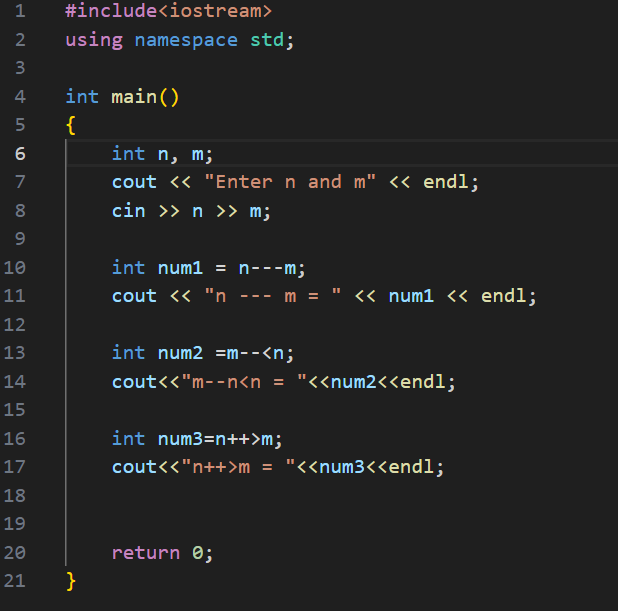 1 #include<iostream>
2 using namespace std;
3
4 int main()
5 {
6     int n, m;
7     cout << "Enter n and m" << endl;
8     cin >> n >> m;
9
10     int num1 = n---m;
11     cout << "n --- m = " << num1 << endl;
12
13     int num2 =m--<n;
14     cout<<"m--n<n = "<<num2<<endl;
15
16     int num3=n++>m;
17     cout<<"n++>m = "<<num3<<endl;
18
19
20     return 0;
21 }